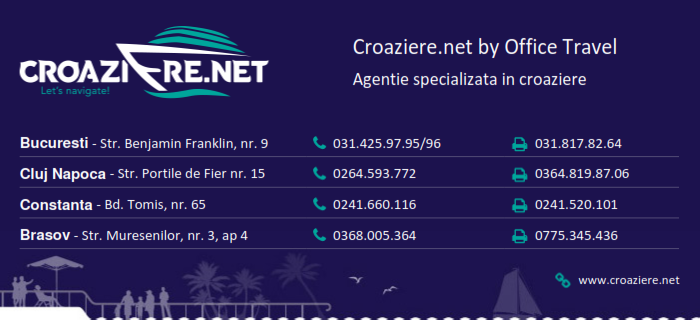 CROAZIERE.NET
Let's navigate!
Croaziere.net by Office Travel
Agentie specializata in croaziere
Bucuresti - Str. Benjamin Franklin, nr. 9 031.425.97.95/96 031.817.82.64
Cluj Napoca - Str. Portile de Fier nr. 15 0264.593.772 0364.819.87.06
Constanta - Bd. Tomis, nr. 65 0241.660.116 0241.520.101
Brasov - Str. Muresenilor, nr. 3, ap 4 0368.005.364 0775.345.436
www.croaziere.net